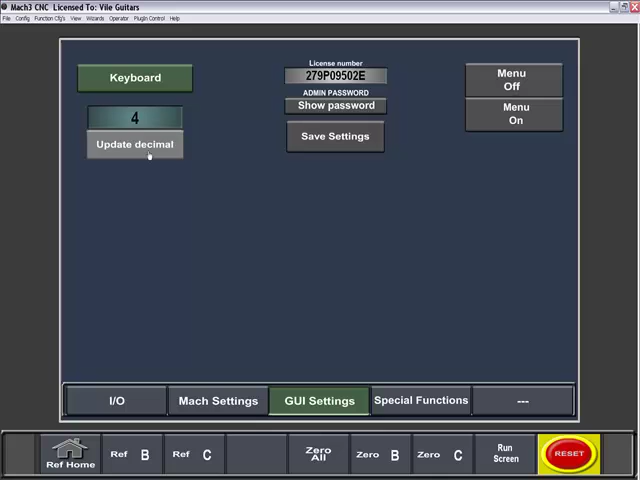 Mach3 CNC Licensed To: Vile Guitars
File Config Function Cfg's View Wizards Operator PlugIn Control Help
Keyboard
4
Update decimal
License number
279P09502E
ADMIN PASSWORD
Show password
Save Settings
Menu
Off
Menu
On
I/O
Mach Settings
GUI Settings
Special Functions
---
Ref Home
Ref B
Ref C
Zero
All
Zero B
Zero C
Run
Screen
RESET